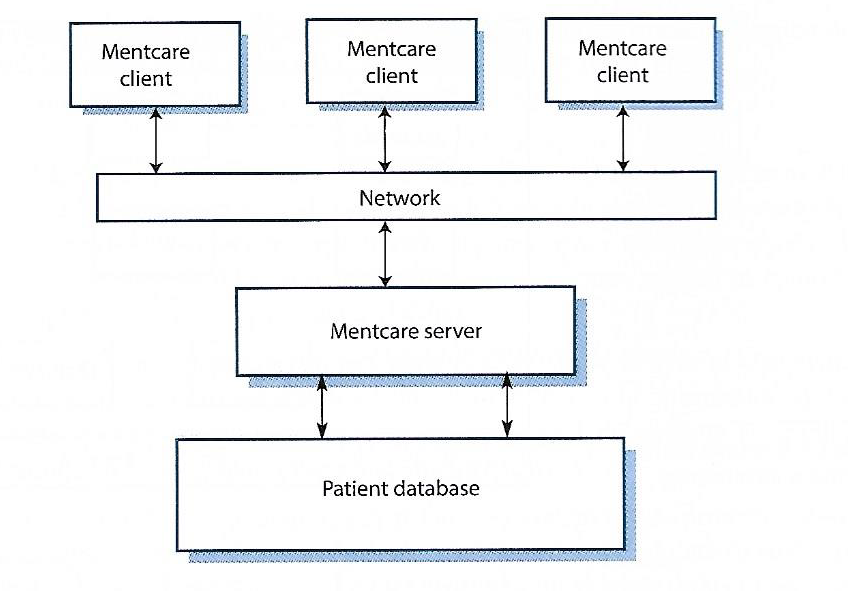 Mentcare
client
Mentcare
client
Mentcare
client
Network
Mentcare server
Patient database